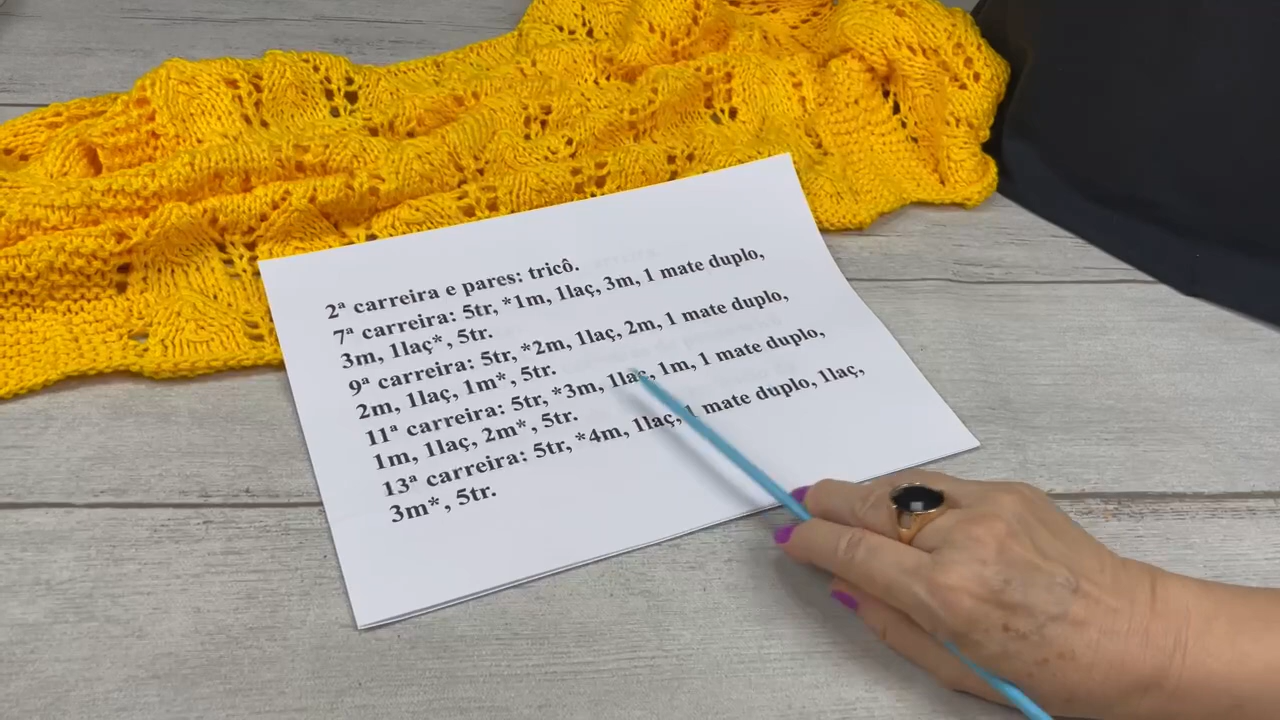 2ª carreira e pares: tricô.
7ª carreira: 5tr, *1m, 1laç, 3m, 1 mate duplo,
3m, 1laç*, 5tr.
9ª carreira: 5tr, *2m, 1laç, 2m, 1 mate duplo,
2m, 1laç, 1m*, 5tr.
11ª carreira: 5tr, *3m, 1laç, 1m, 1 mate duplo,
1m, 1laç, 2m*, 5tr.
13ª carreira: 5tr, *4m, 1laç, 1 mate duplo, 1laç,
3m*, 5tr.